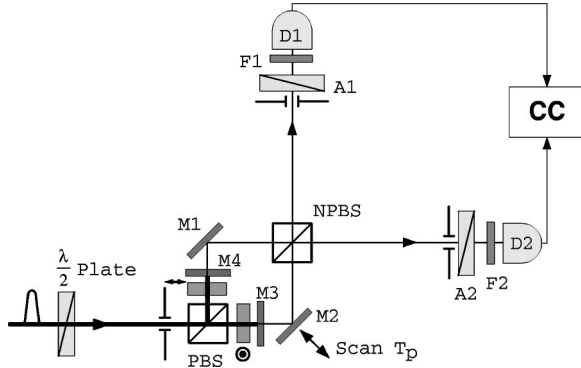 D1
F1
A1
CC
NPBS
M1
D2
λ/2 Plate
M4
A2
F2
M3
M2
PBS
Scan Tp